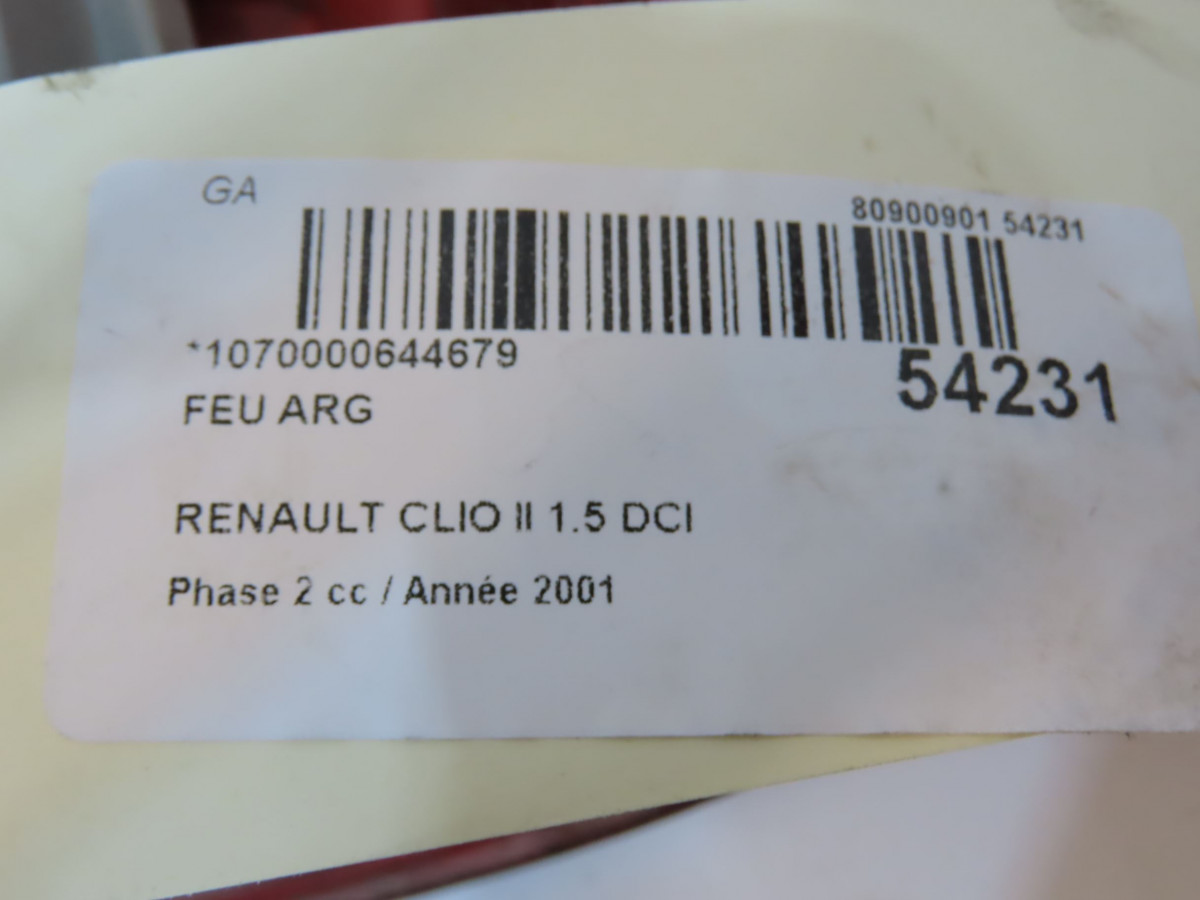 GA
80900901 54231
*1070000644679
54231
FEU ARG
RENAULT CLIO II 1.5 DCI
Phase 2 cc / Année 2001